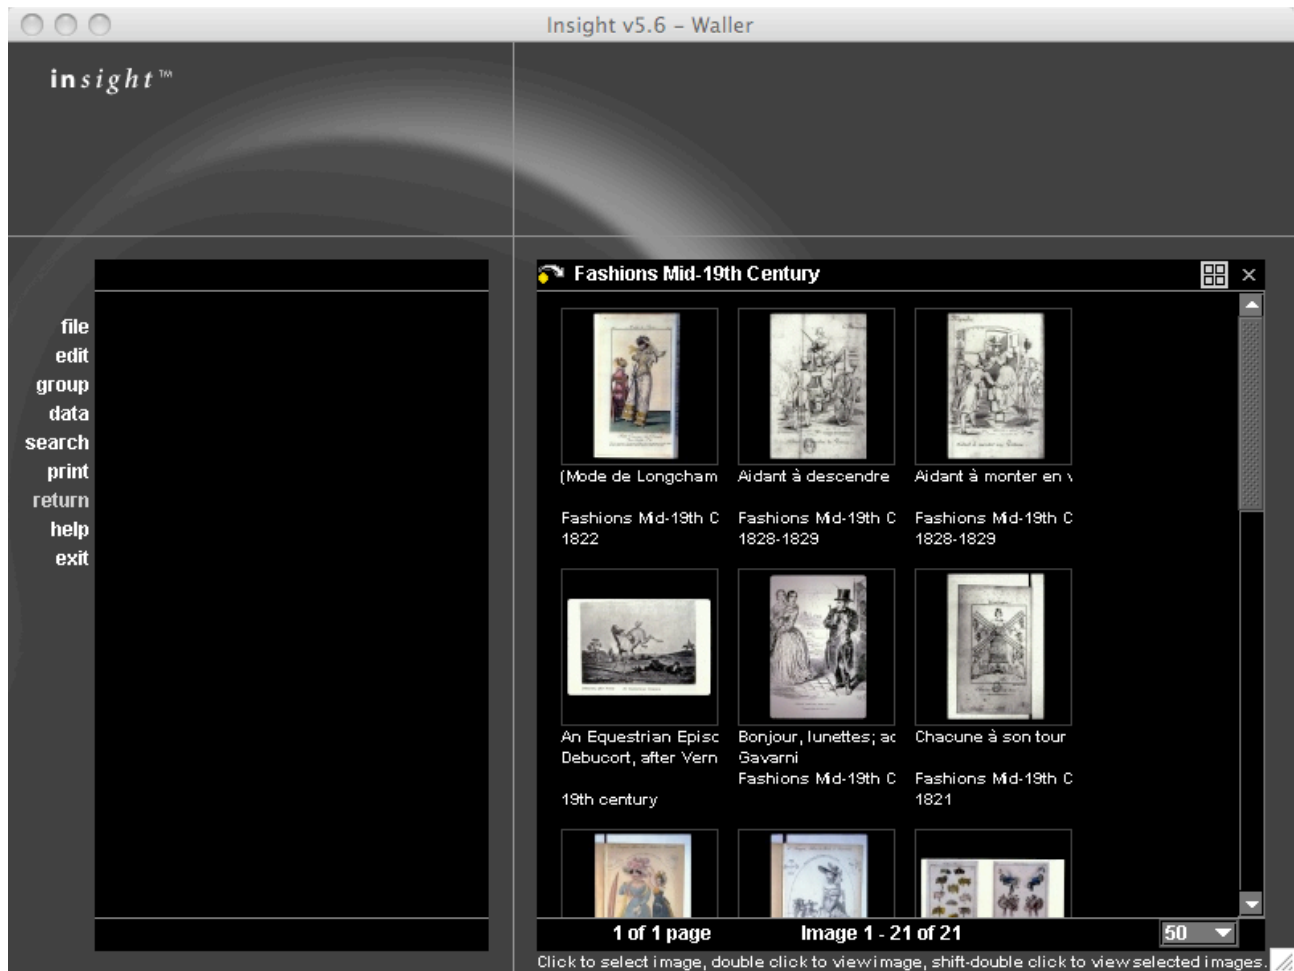 Insight v5.6 – Waller
insight™
file
edit
group
data
search
print
return
help
exit
Fashions Mid-19th Century
(Mode de Longcham
Fashions Mid-19th C
1822
Aidant à descendre
Fashions Mid-19th C
1828-1829
Aidant à monter en v
Fashions Mid-19th C
1828-1829
An Equestrian Episc
Debucort, after Vern
19th century
Bonjour, lunettes; ac
Gavarni
Fashions Mid-19th C
Chacune à son tour
Fashions Mid-19th C
1821
1 of 1 page
Image 1 - 21 of 21
50
Click to select image, double click to view image, shift-double click to view selected images.